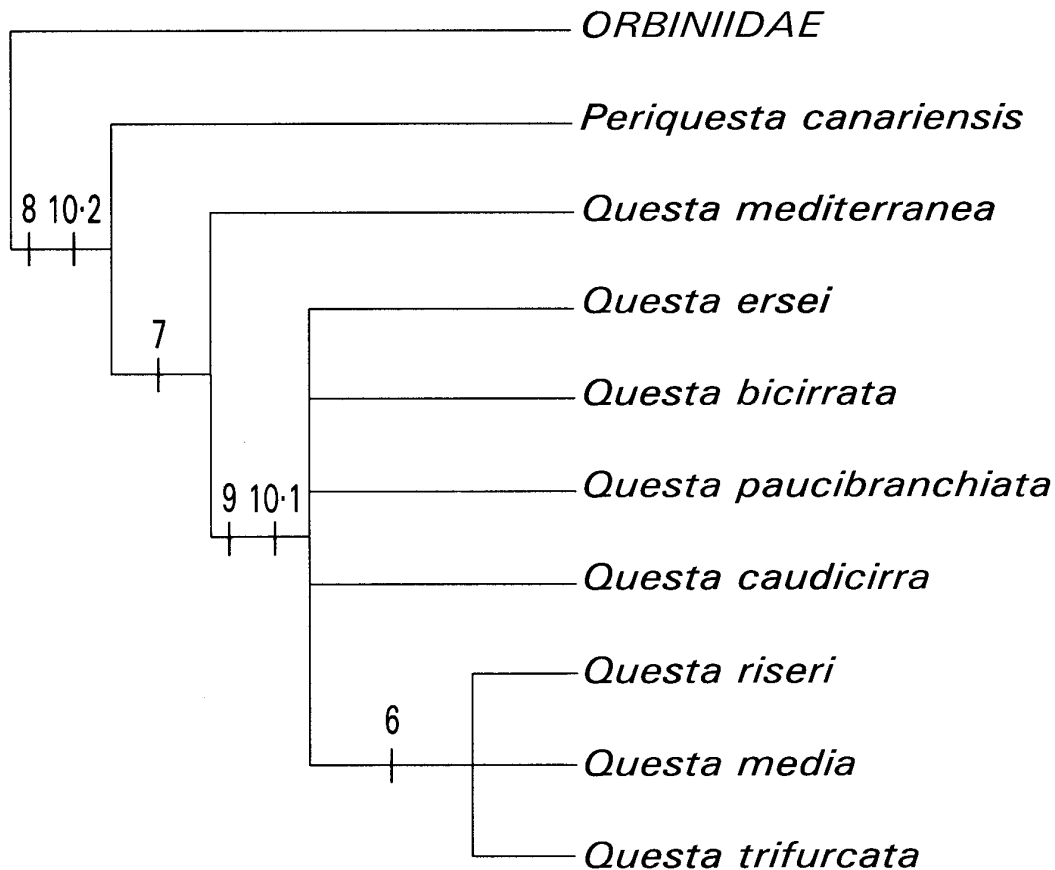 ORBINIIDAE
Periquesta canariensis
8 10·2
Questa mediterranea
Questa ersei
7
Questa bicirrata
Questa paucibranchiata
9 10·1
Questa caudicirra
Questa riseri
6
Questa media
Questa trifurcata